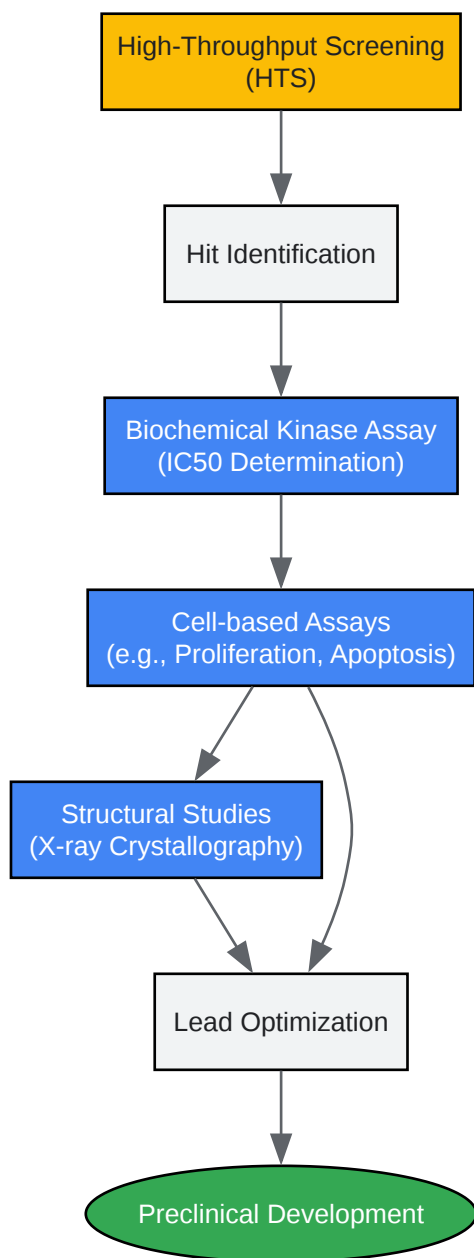 High-Throughput Screening
(HTS)
Hit Identification
Biochemical Kinase Assay
(IC50 Determination)
Cell-based Assays
(e.g., Proliferation, Apoptosis)
Structural Studies
(X-ray Crystallography)
Lead Optimization
Preclinical Development